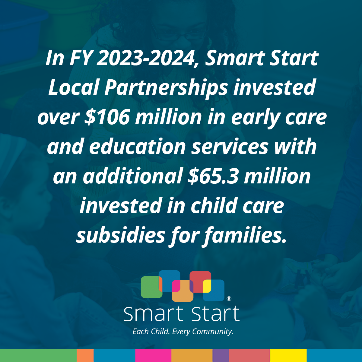 In FY 2023-2024, Smart Start
Local Partnerships invested
over $106 million in early care
and education services with
an additional $65.3 million
invested in child care
subsidies for families.
®
Smart Start
Each Child. Every Community.